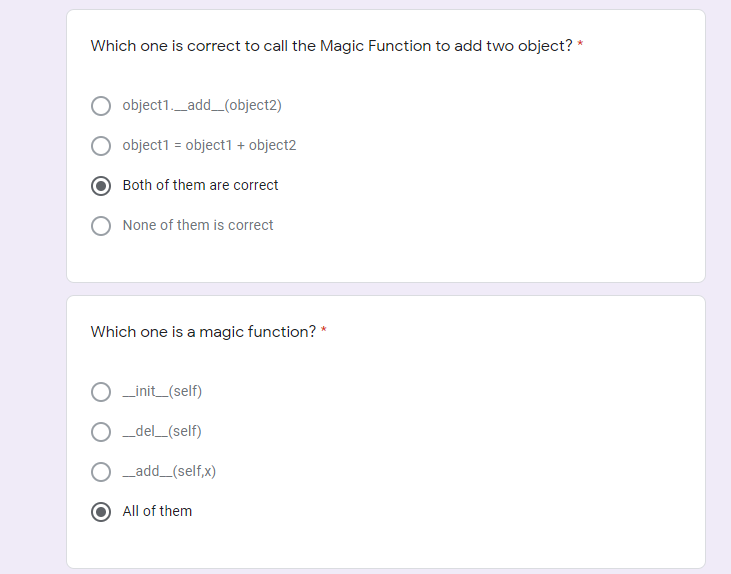 Which one is correct to call the Magic Function to add two object? *
object1.__add__(object2)
object1 = object1 + object2
Both of them are correct
None of them is correct
Which one is a magic function? *
__init__(self)
__del__(self)
__add__(self,x)
All of them